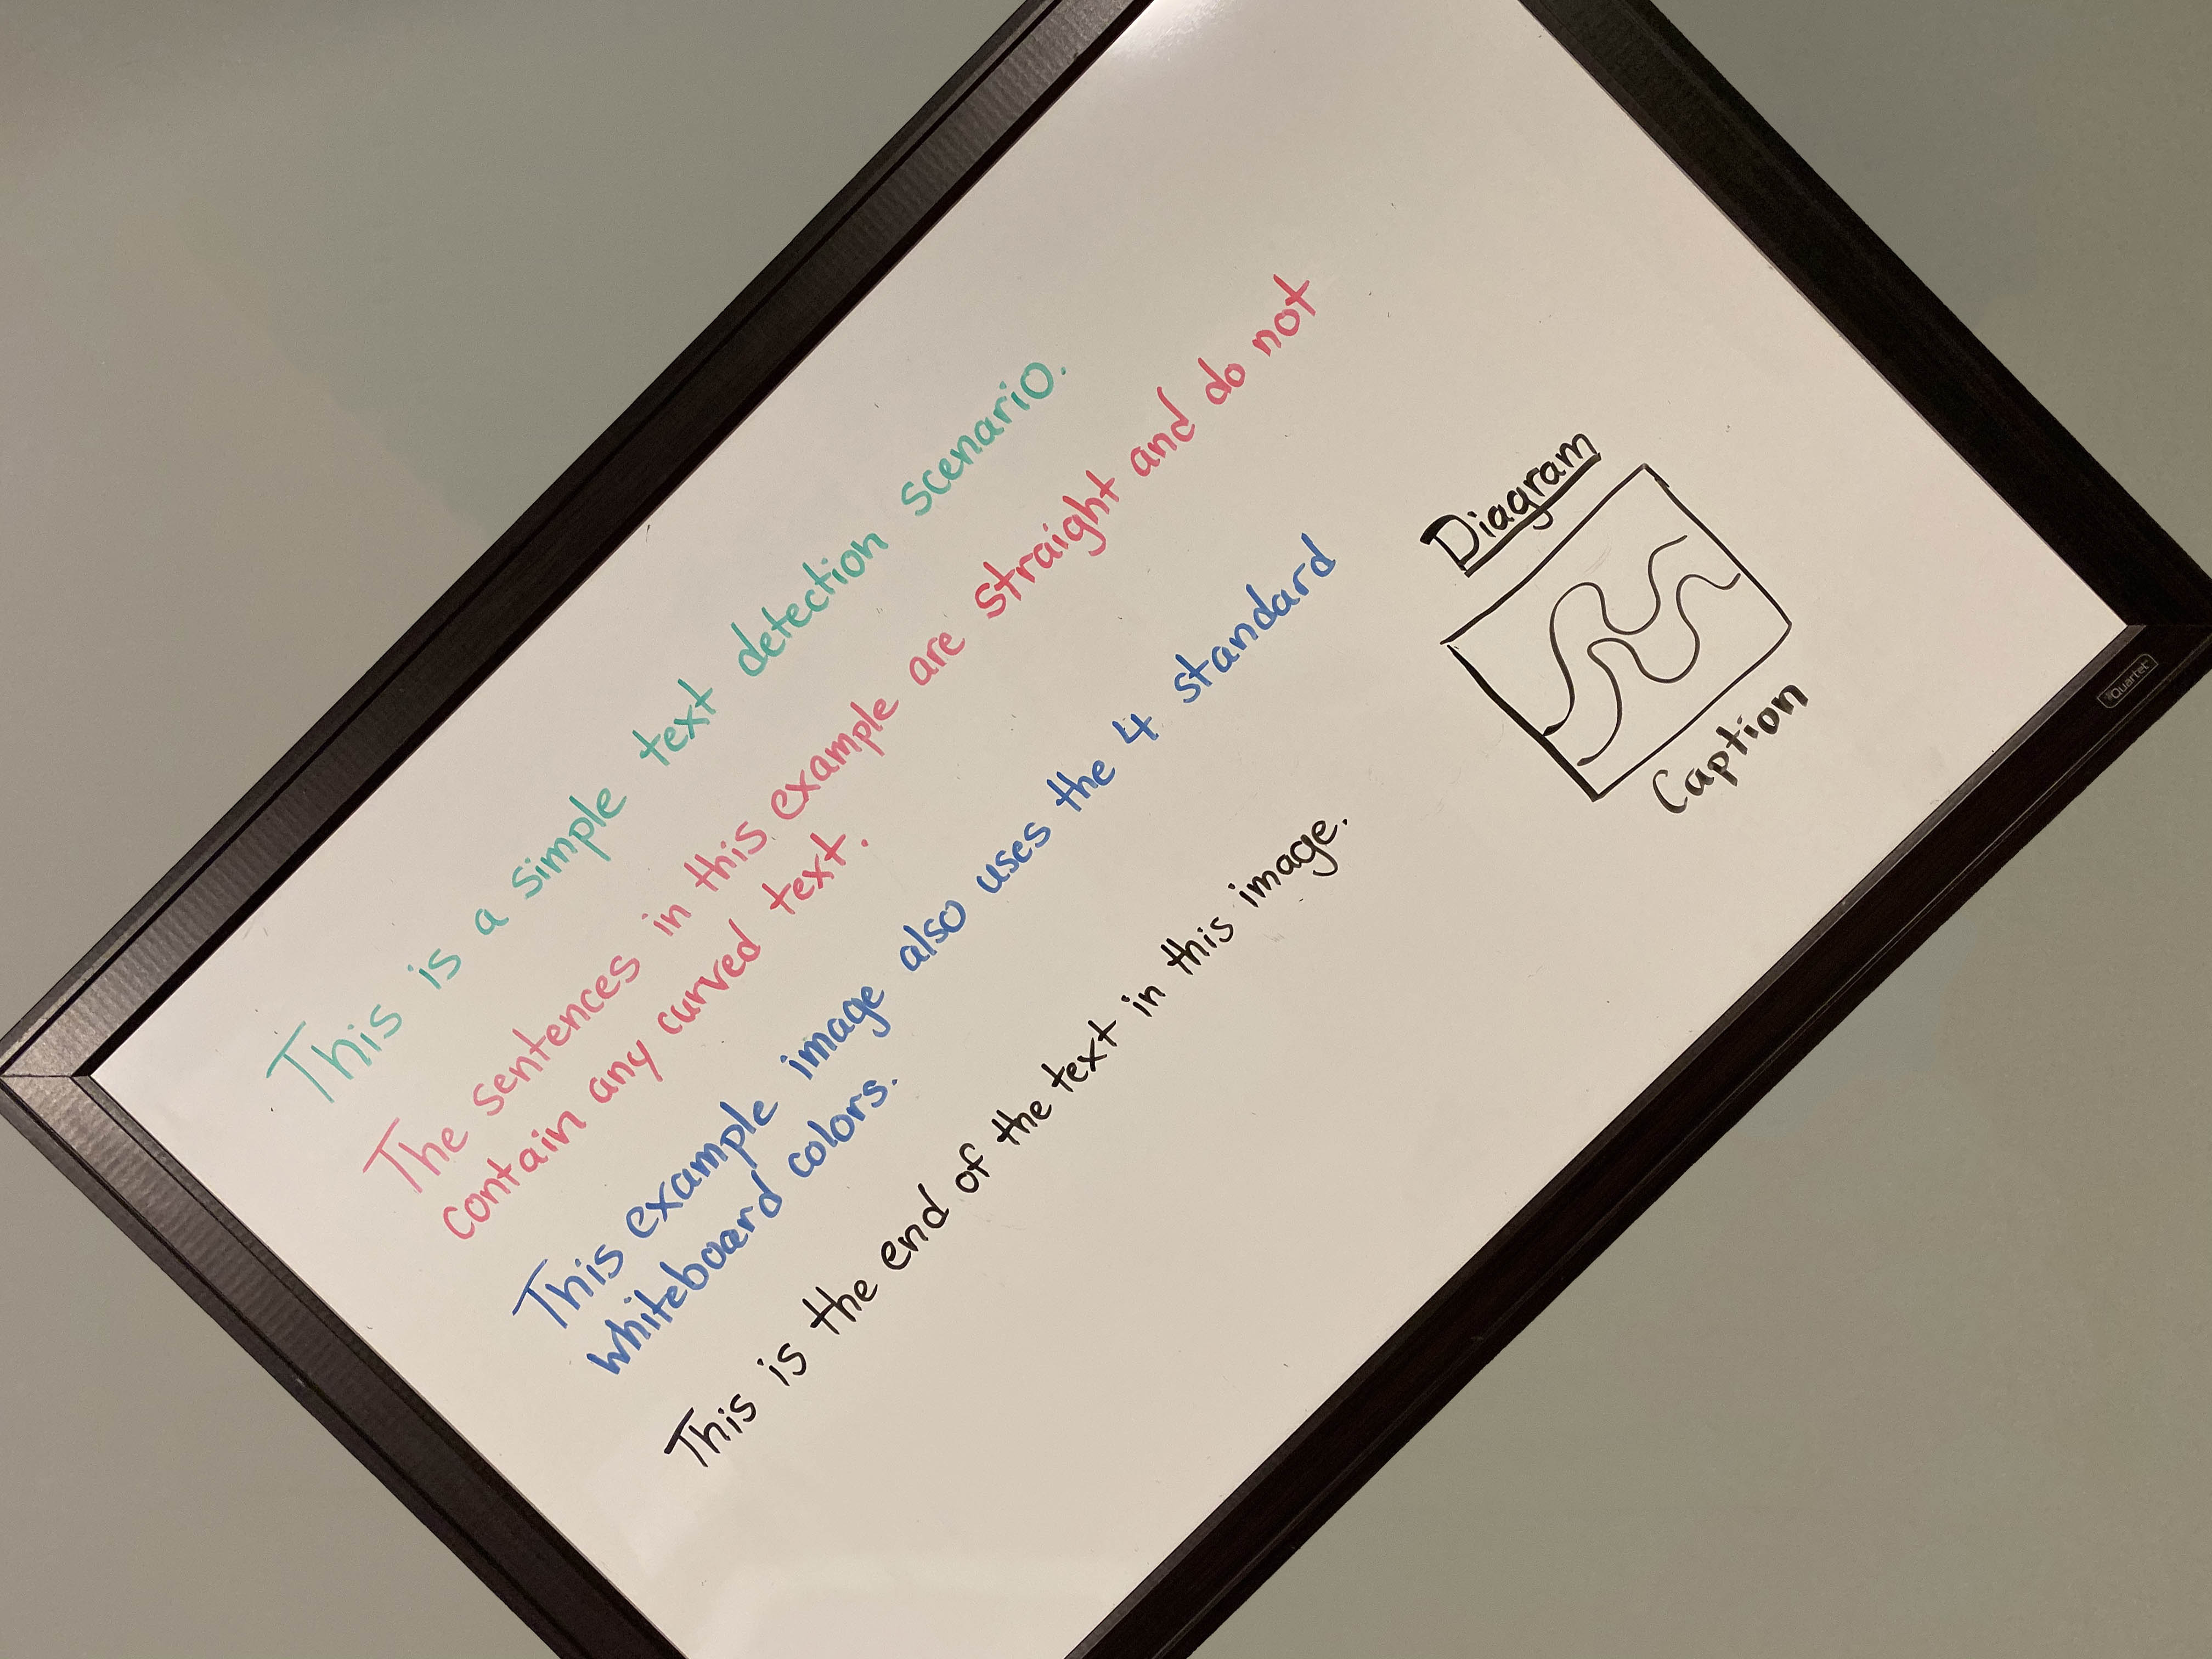 This is a simple text detection scenario.
The sentences in this example are straight and do not
contain any curved text.
This example image also uses the 4 standard
whiteboard colors.
This is the end of the text in this image.
Diagram
Caption
Quartet